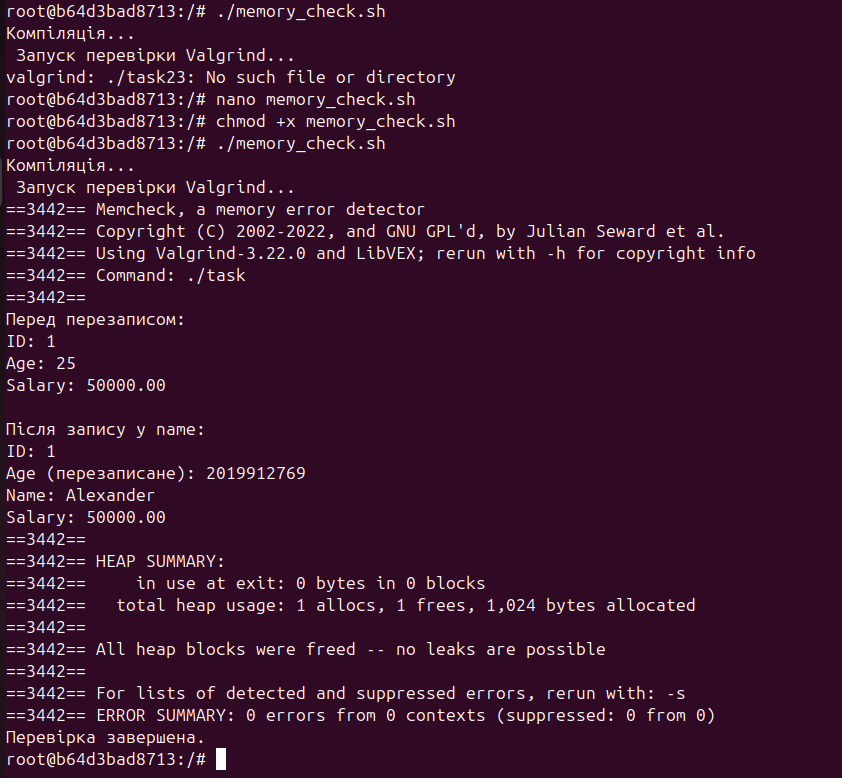 root@b64d3bad8713:/# ./memory_check.sh
Компіляція...
 Запуск перевірки Valgrind...
valgrind: ./task23: No such file or directory
root@b64d3bad8713:/# nano memory_check.sh
root@b64d3bad8713:/# chmod +x memory_check.sh
root@b64d3bad8713:/# ./memory_check.sh
Компіляція...
 Запуск перевірки Valgrind...
==3442== Memcheck, a memory error detector
==3442== Copyright (C) 2002-2022, and GNU GPL'd, by Julian Seward et al.
==3442== Using Valgrind-3.22.0 and LibVEX; rerun with -h for copyright info
==3442== Command: ./task
==3442==
Перед перезаписом:
ID: 1
Age: 25
Salary: 50000.00

Після запису у name:
ID: 1
Age (перезаписане): 2019912769
Name: Alexander
Salary: 50000.00
==3442==
==3442== HEAP SUMMARY:
==3442==     in use at exit: 0 bytes in 0 blocks
==3442==   total heap usage: 1 allocs, 1 frees, 1,024 bytes allocated
==3442==
==3442== All heap blocks were freed -- no leaks are possible
==3442==
==3442== For lists of detected and suppressed errors, rerun with: -s
==3442== ERROR SUMMARY: 0 errors from 0 contexts (suppressed: 0 from 0)
Перевірка завершена.
root@b64d3bad8713:/#